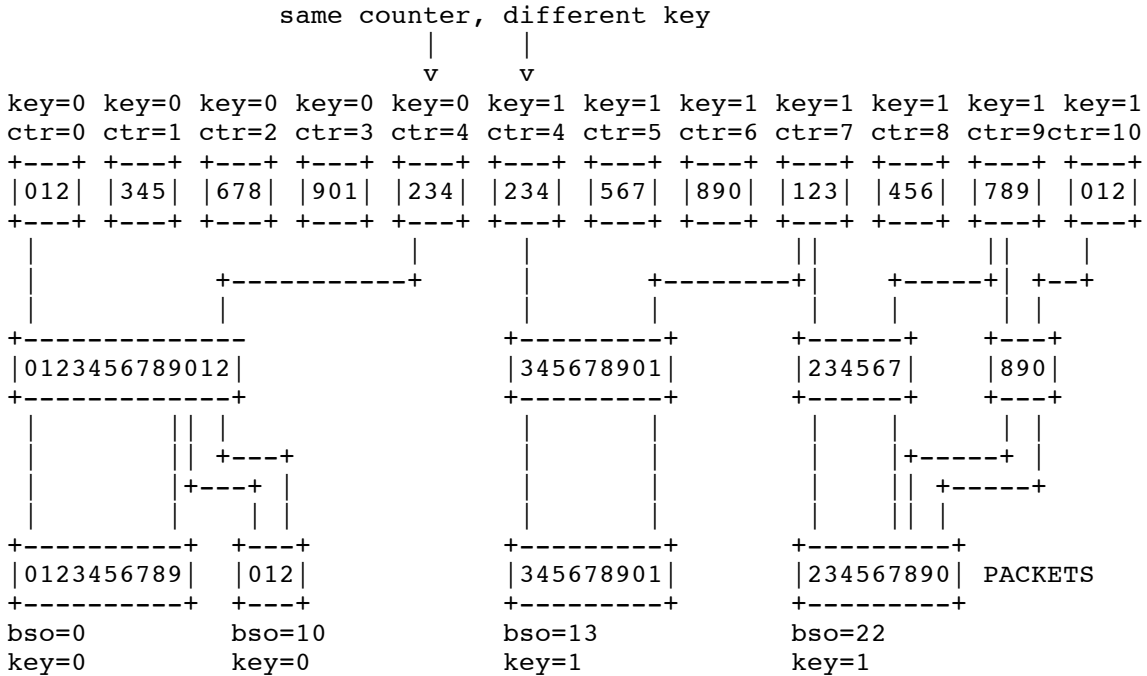 same counter, different key
key=0 key=0 key=0 key=0 key=0 key=1 key=1 key=1 key=1 key=1 key=1 key=1
ctr=0 ctr=1 ctr=2 ctr=3 ctr=4 ctr=4 ctr=5 ctr=6 ctr=7 ctr=8 ctr=9ctr=10
|012| |345| |678| |901| |234| |234| |567| |890| |123| |456| |789| |012|
|0123456789012| |345678901| |234567| |890|
|0123456789| |012| |345678901| |234567890| PACKETS
bso=0 bso=10 bso=13 bso=22
key=0 key=0 key=1 key=1